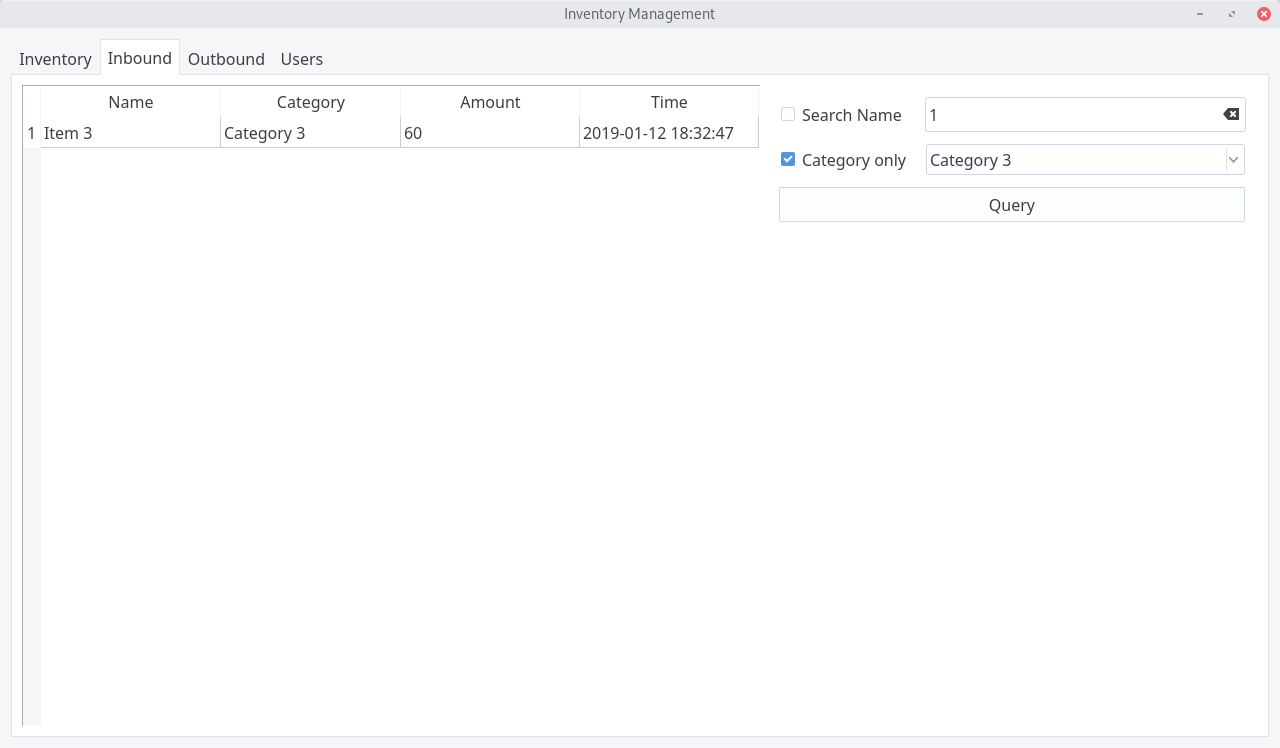 Inventory Management
Inventory Inbound Outbound Users
Name Category Amount Time
1 Item 3 Category 3 60 2019-01-12 18:32:47
Search Name 1
Category only Category 3
Query